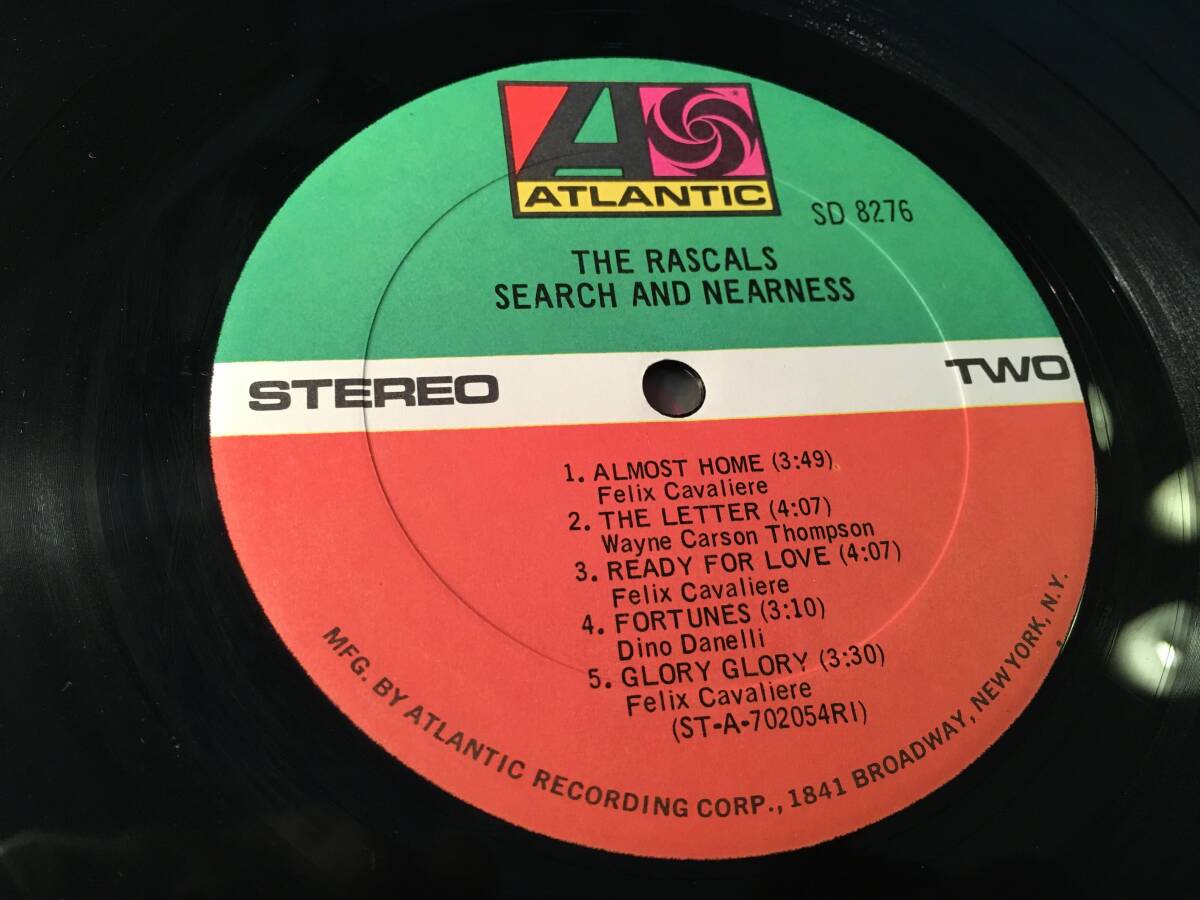 ATLANTIC
SD 8276
THE RASCALS
SEARCH AND NEARNESS
STEREO
TWO
1. ALMOST HOME (3:49)
Felix Cavaliere
2. THE LETTER (4:07)
Wayne Carson Thompson
3. READY FOR LOVE (4:07)
Felix Cavaliere
4. FORTUNES (3:10)
Dino Danelli
5. GLORY GLORY (3:30)
Felix Cavaliere
(ST-A-702054RI)
MFG. BY ATLANTIC RECORDING CORP., 1841 BROADWAY, NEW YORK, N.Y.